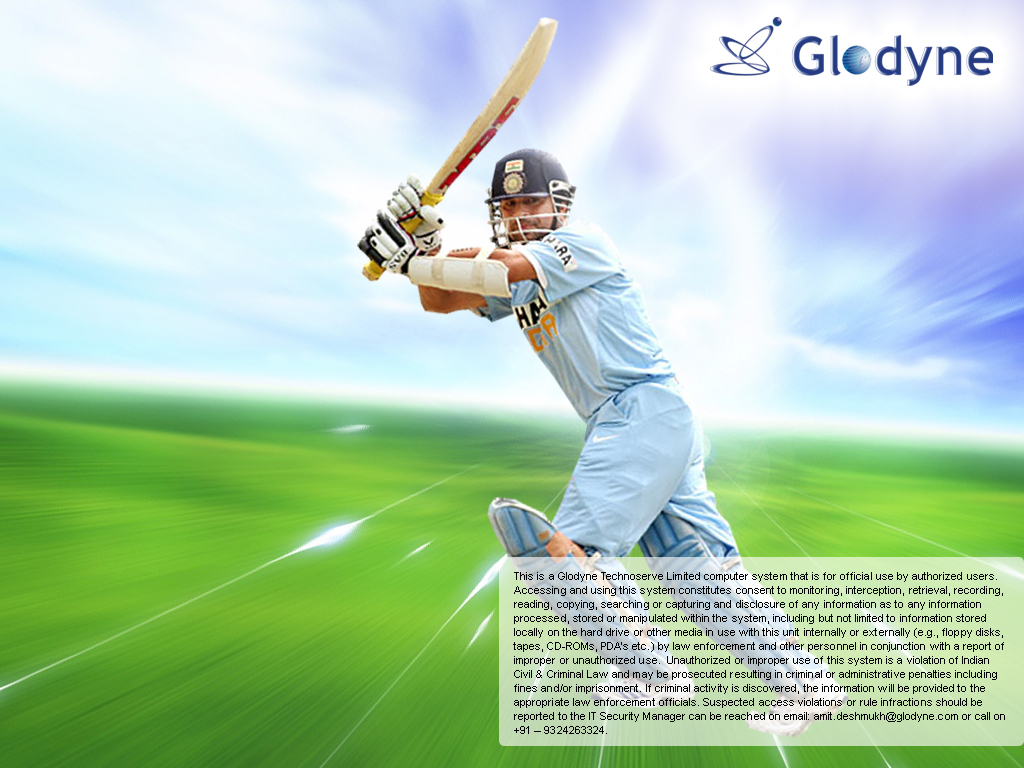 Glodyne
This is a Glodyne Technoserve Limited computer system that is for official use by authorized users.
Accessing and using this system constitutes consent to monitoring, interception, retrieval, recording,
reading, copying, searching or capturing and disclosure of any information as to any information
processed, stored or manipulated within the system, including but not limited to information stored
locally on the hard drive or other media in use with this unit internally or externally (e.g., floppy disks,
tapes, CD-ROMs, PDA's etc.) by law enforcement and other personnel in conjunction with a report of
improper or unauthorized use. Unauthorized or improper use of this system is a violation of Indian
Civil & Criminal Law and may be prosecuted resulting in criminal or administrative penalties including
fines and/or imprisonment. If criminal activity is discovered, the information will be provided to the
appropriate law enforcement officials. Suspected access violations or rule infractions should be
reported to the IT Security Manager can be reached on email: amit.deshmukh@glodyne.com or call on
+91 – 9324263324.